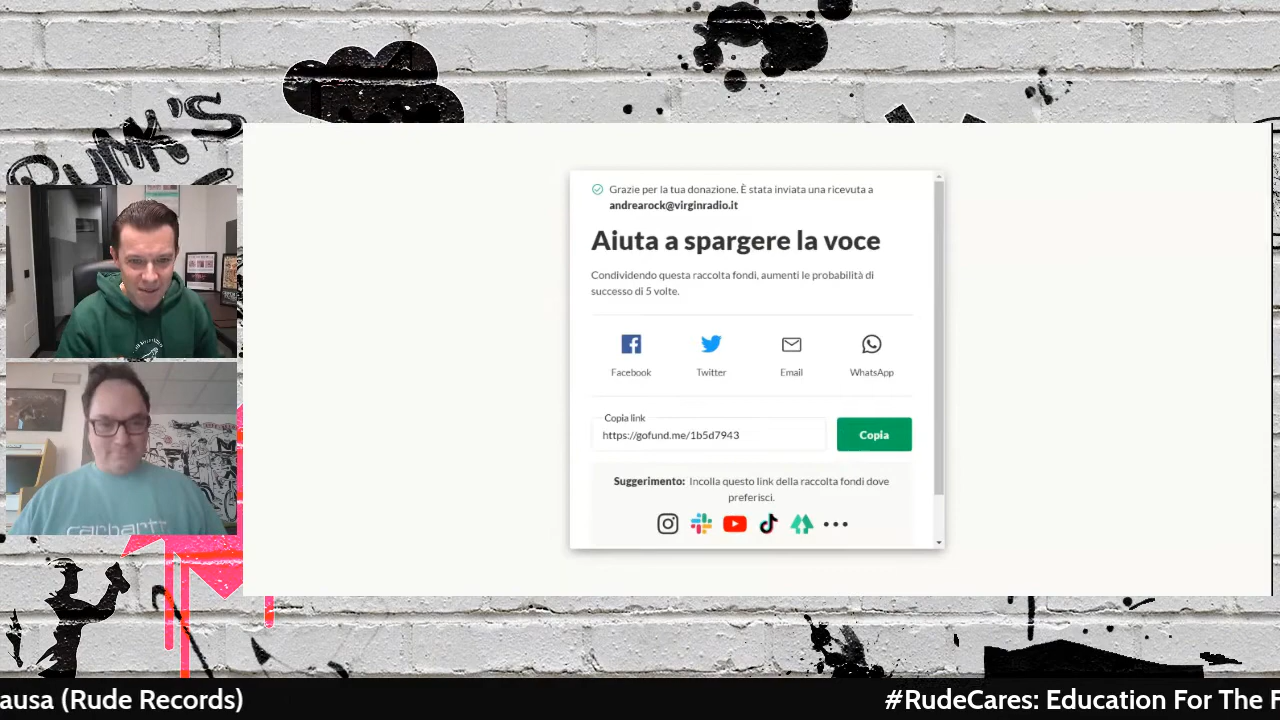 PUNK'S
Grazie per la tua donazione. È stata inviata una ricevuta a
andrearock@virginradio.it
Aiuta a spargere la voce
Condividendo questa raccolta fondi, aumenti le probabilità di
successo di 5 volte.
Facebook
Twitter
Email
WhatsApp
Copia link
https://gofund.me/1b5d7943
Copia
Suggerimento: Incolla questo link della raccolta fondi dove
preferisci.
carhartt
ausa (Rude Records)
#RudeCares: Education For The F